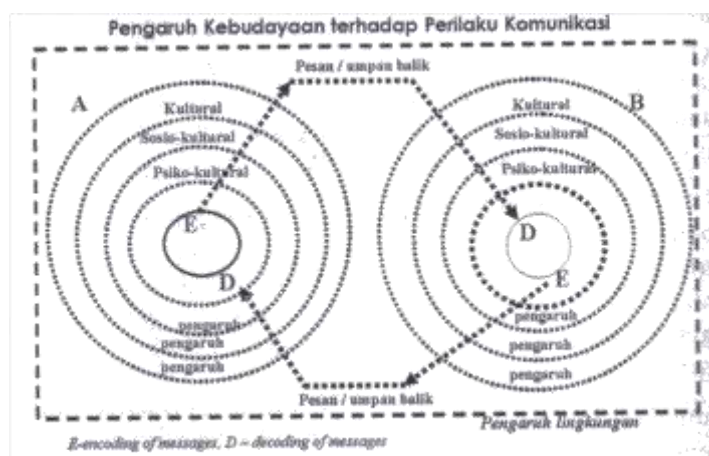 Pengaruh Kebudayaan terhadap Perilaku Komunikasi
Pesan / umpan balik
A
B
Kultural
Sosio-kultural
Psiko-kultural
E
D
pengaruh
pengaruh
pengaruh
Kultural
Sosio-kultural
Psiko-kultural
D
E
pengaruh
pengaruh
pengaruh
Pesan / umpan balik
Pengaruh lingkungan
E-encoding of messages, D = decoding of messages